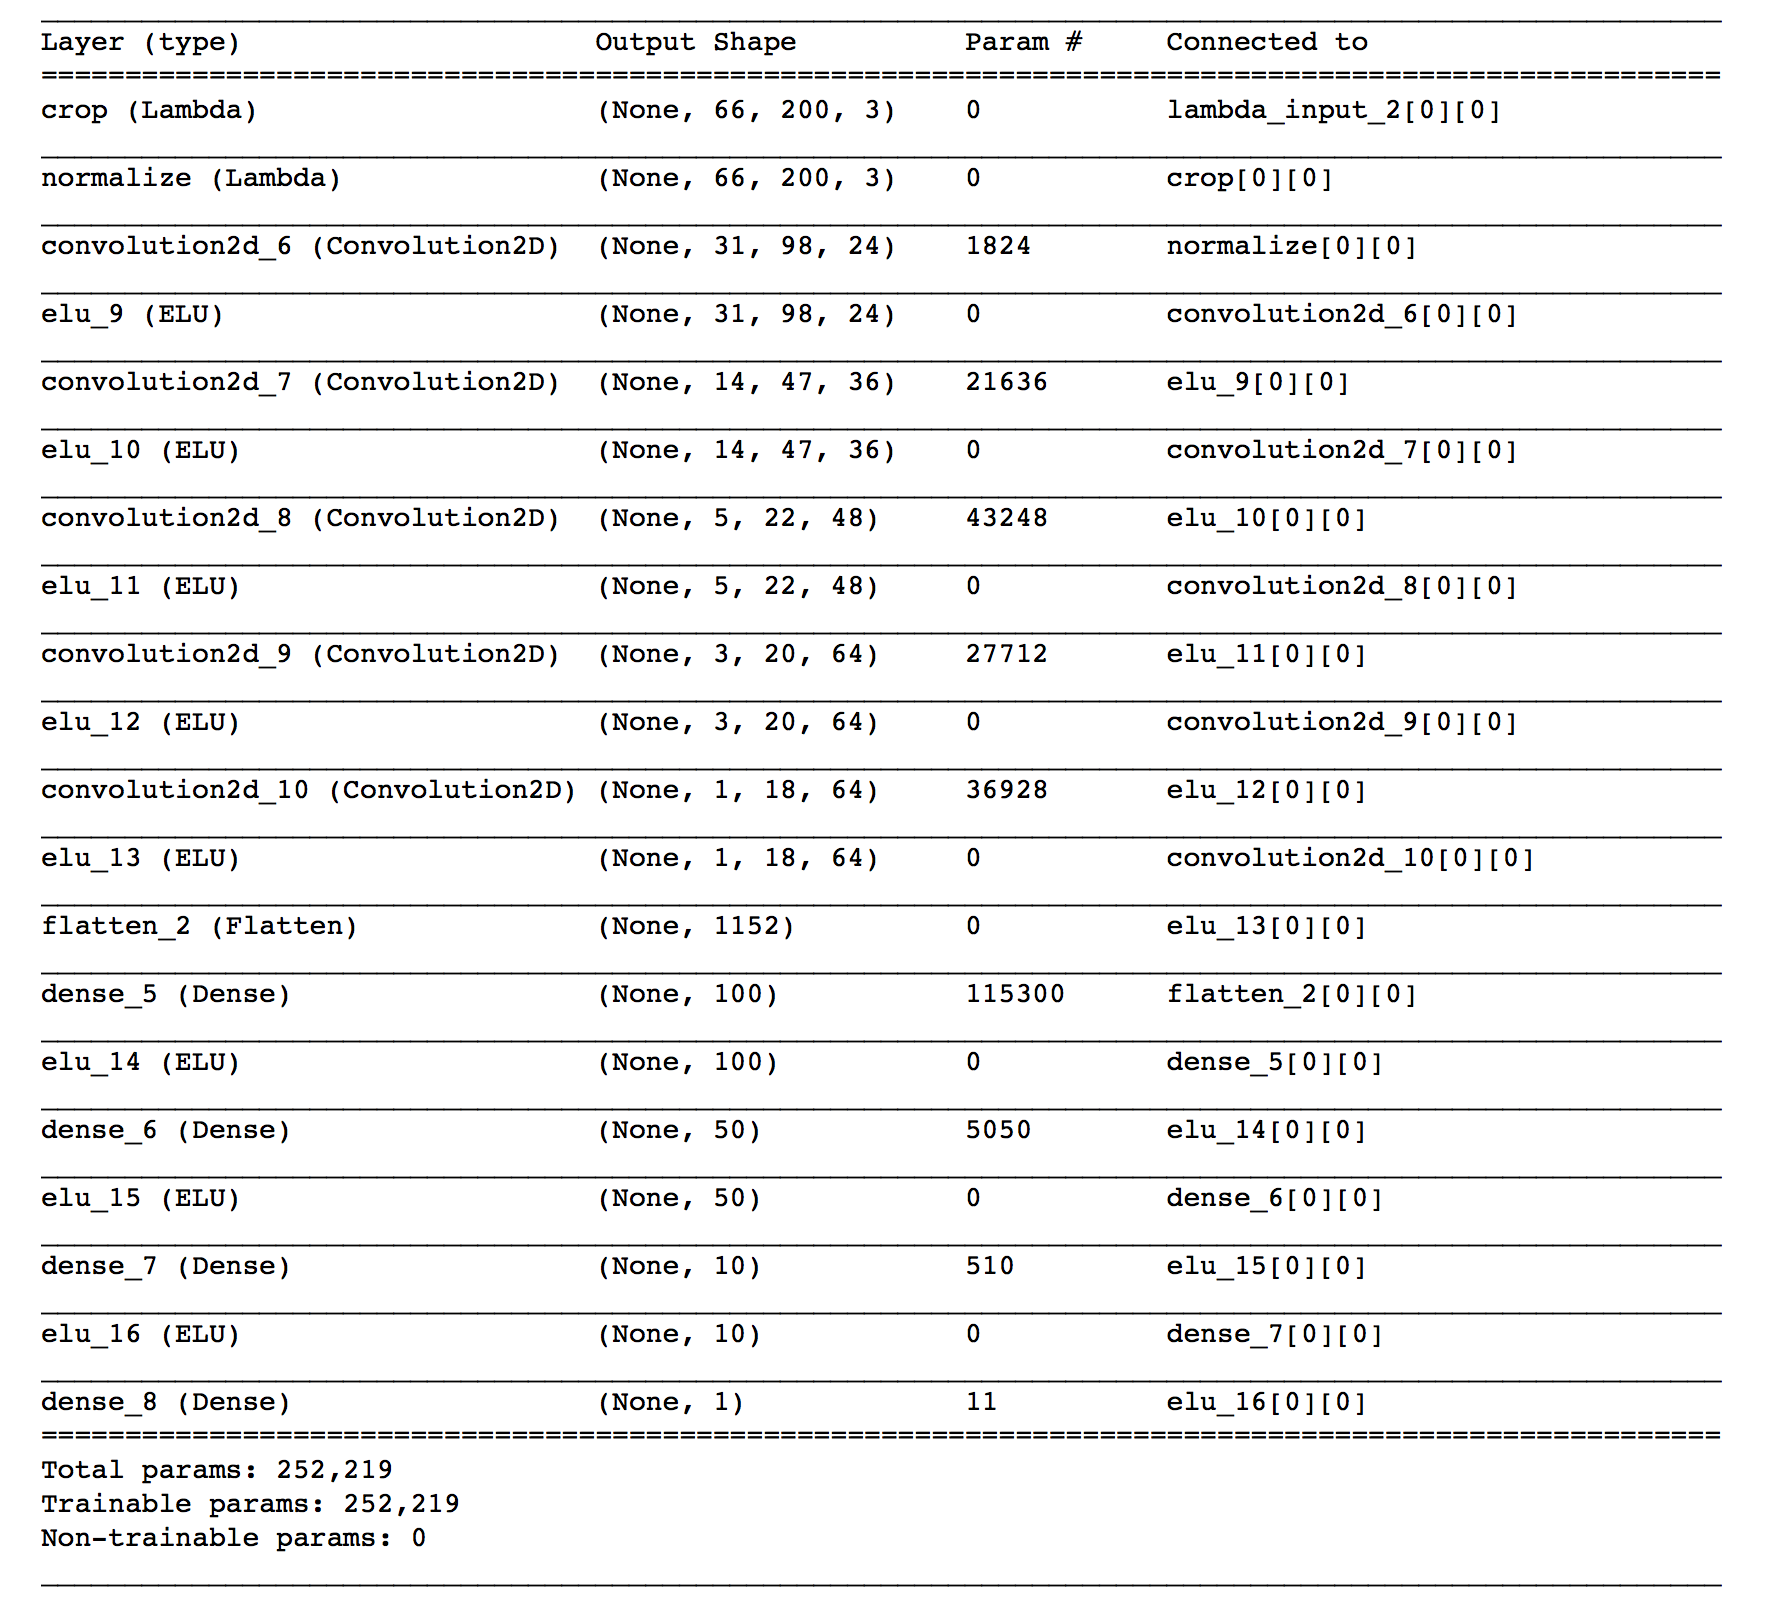 Layer (type) Output Shape Param # Connected to
crop (Lambda) (None, 66, 200, 3) 0 lambda_input_2[0][0]
normalize (Lambda) (None, 66, 200, 3) 0 crop[0][0]
convolution2d_6 (Convolution2D) (None, 31, 98, 24) 1824 normalize[0][0]
elu_9 (ELU) (None, 31, 98, 24) 0 convolution2d_6[0][0]
convolution2d_7 (Convolution2D) (None, 14, 47, 36) 21636 elu_9[0][0]
elu_10 (ELU) (None, 14, 47, 36) 0 convolution2d_7[0][0]
convolution2d_8 (Convolution2D) (None, 5, 22, 48) 43248 elu_10[0][0]
elu_11 (ELU) (None, 5, 22, 48) 0 convolution2d_8[0][0]
convolution2d_9 (Convolution2D) (None, 3, 20, 64) 27712 elu_11[0][0]
elu_12 (ELU) (None, 3, 20, 64) 0 convolution2d_9[0][0]
convolution2d_10 (Convolution2D) (None, 1, 18, 64) 36928 elu_12[0][0]
elu_13 (ELU) (None, 1, 18, 64) 0 convolution2d_10[0][0]
flatten_2 (Flatten) (None, 1152) 0 elu_13[0][0]
dense_5 (Dense) (None, 100) 115300 flatten_2[0][0]
elu_14 (ELU) (None, 100) 0 dense_5[0][0]
dense_6 (Dense) (None, 50) 5050 elu_14[0][0]
elu_15 (ELU) (None, 50) 0 dense_6[0][0]
dense_7 (Dense) (None, 10) 510 elu_15[0][0]
elu_16 (ELU) (None, 10) 0 dense_7[0][0]
dense_8 (Dense) (None, 1) 11 elu_16[0][0]
Total params: 252,219
Trainable params: 252,219
Non-trainable params: 0